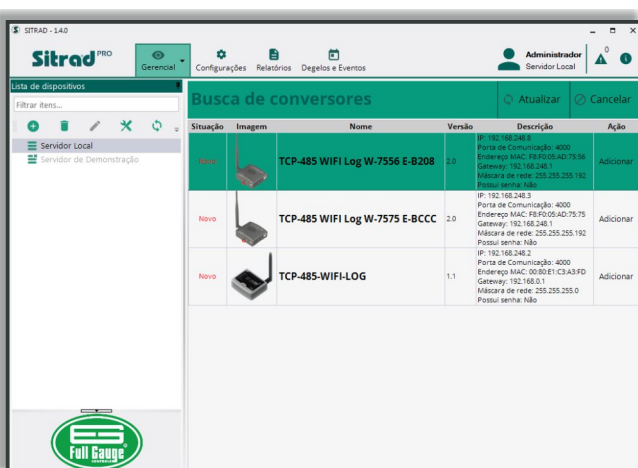 SITRAD - 1.4.0
Sitrad PRO
Gerencial
Configurações
Relatórios
Degelos e Eventos
Administrador
Servidor Local
0
Lista de dispositivos
Filtrar itens...
Servidor Local
Servidor de Demonstração
Busca de conversores
Atualizar
Cancelar
Situação Imagem Nome Versão Descrição Ação
Novo
TCP-485 WIFI Log W-7556 E-B208
2.0
IP: 192.168.248.8
Porta de Comunicação: 4000
Endereço MAC: F8:F0:05:AD:75:56
Gateway: 192.168.248.1
Máscara de rede: 255.255.255.192
Possui senha: Não
Adicionar
Novo
TCP-485 WIFI Log W-7575 E-BCCC
2.0
IP: 192.168.248.3
Porta de Comunicação: 4000
Endereço MAC: F8:F0:05:AD:75:75
Gateway: 192.168.248.1
Máscara de rede: 255.255.255.192
Possui senha: Não
Adicionar
Novo
TCP-485-WIFI-LOG
1.1
IP: 192.168.248.2
Porta de Comunicação: 4000
Endereço MAC: 00:80:E1:C3:A3:FD
Gateway: 192.168.0.1
Máscara de rede: 255.255.255.0
Possui senha: Não
Adicionar
Full Gauge